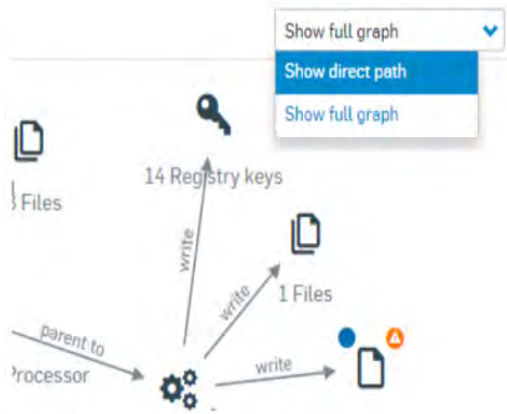 Show full graph
Show direct path
Show full graph
14 Registry keys
Files
write
write
1 Files
parent to
write
Processor